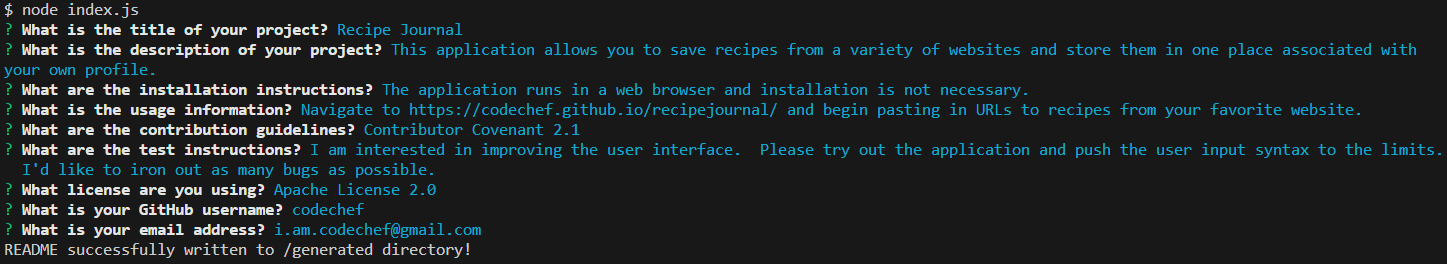 $ node index.js
? What is the title of your project? Recipe Journal
? What is the description of your project? This application allows you to save recipes from a variety of websites and store them in one place associated with
your own profile.
? What are the installation instructions? The application runs in a web browser and installation is not necessary.
? What is the usage information? Navigate to https://codechef.github.io/recipejournal/ and begin pasting in URLs to recipes from your favorite website.
? What are the contribution guidelines? Contributor Covenant 2.1
? What are the test instructions? I am interested in improving the user interface.  Please try out the application and push the user input syntax to the limits.
  I'd like to iron out as many bugs as possible.
? What license are you using? Apache License 2.0
? What is your GitHub username? codechef
? What is your email address? i.am.codechef@gmail.com
README successfully written to /generated directory!